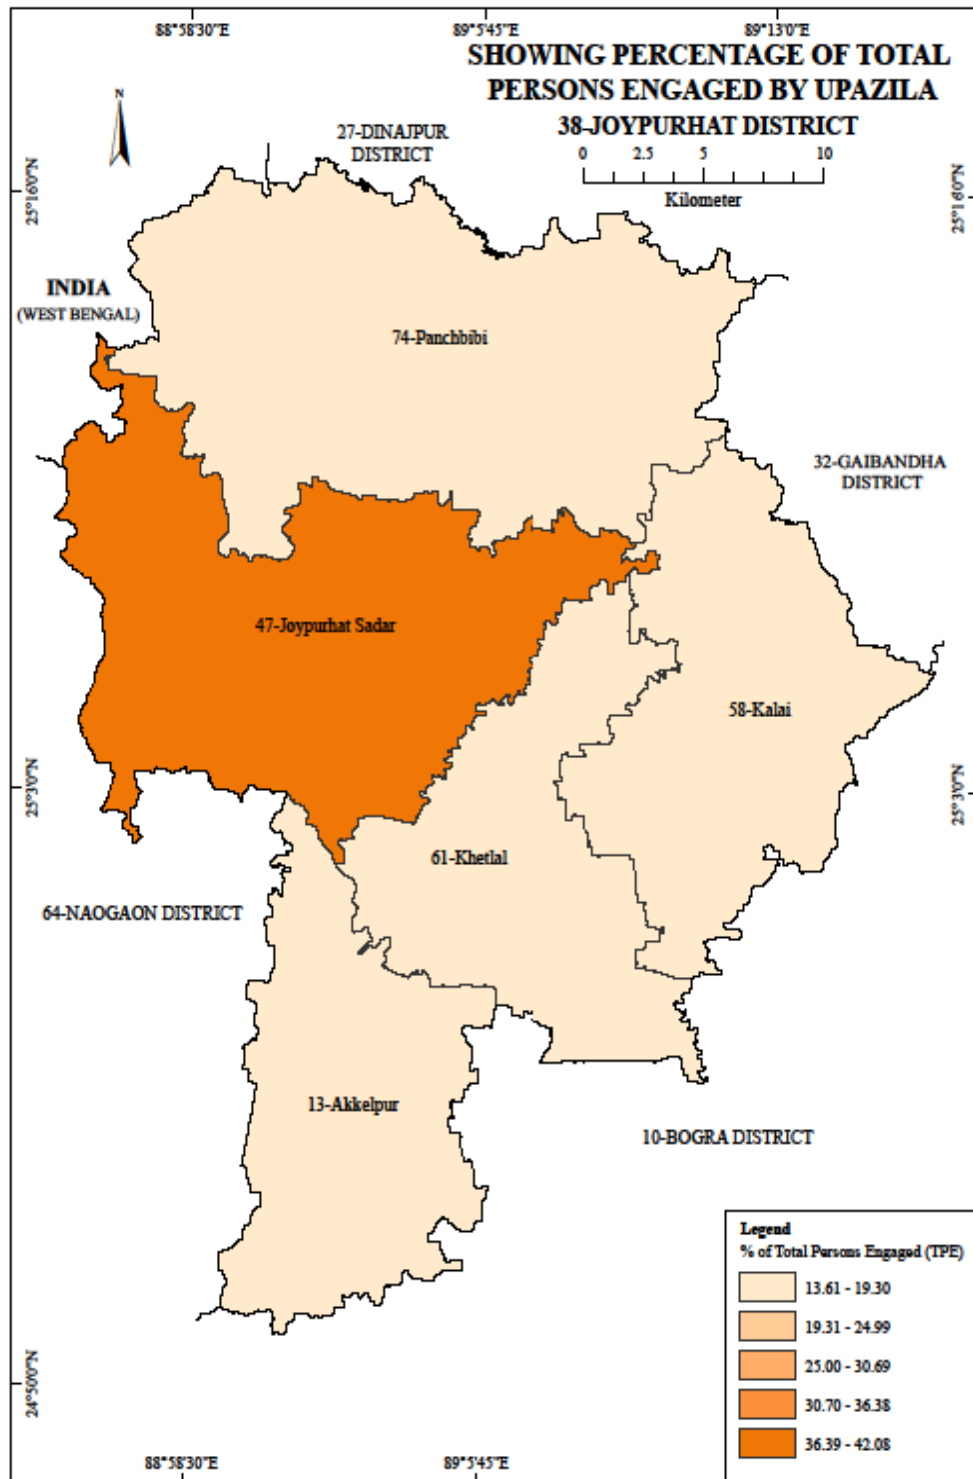 88°58'30"E
89°5'45"E
89°13'0"E
SHOWING PERCENTAGE OF TOTAL
PERSONS ENGAGED BY UPAZILA
38-JOYPURHAT DISTRICT
0 2.5 5 10
Kilometer
N
27-DINAJPUR
DISTRICT
25°16'0"N
25°16'0"N
INDIA
(WEST BENGAL)
74-Panchbibi
32-GAIBANDHA
DISTRICT
47-Joypurhat Sadar
58-Kalai
25°3'0"N
25°3'0"N
61-Khetlal
64-NAOGAON DISTRICT
13-Akkelpur
10-BOGRA DISTRICT
Legend
% of Total Persons Engaged (TPE)
13.61 - 19.30
19.31 - 24.99
25.00 - 30.69
30.70 - 36.38
36.39 - 42.08
24°50'0"N
88°58'30"E
89°5'45"E